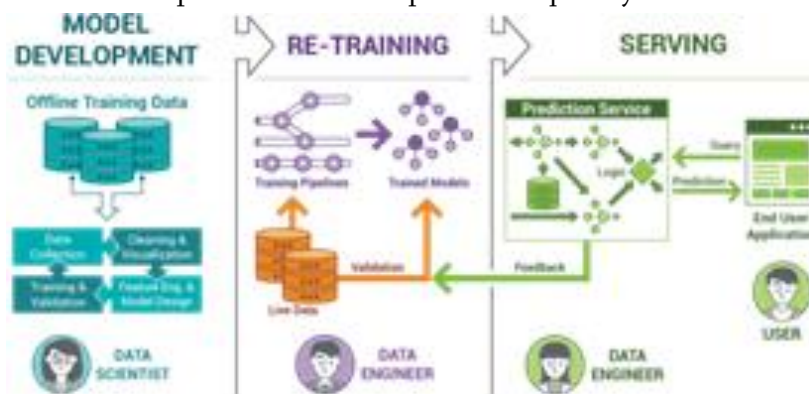 MODEL
DEVELOPMENT
Offline Training Data
Data
Collection
Cleaning &
Visualization
Training &
Validation
Feature Eng. &
Model Design
DATA
SCIENTIST
RE-TRAINING
Training Pipelines
Trained Models
Validation
Live Data
DATA
ENGINEER
SERVING
Prediction Service
Logic
Query
Prediction
End User
Application
Feedback
DATA
ENGINEER
USER